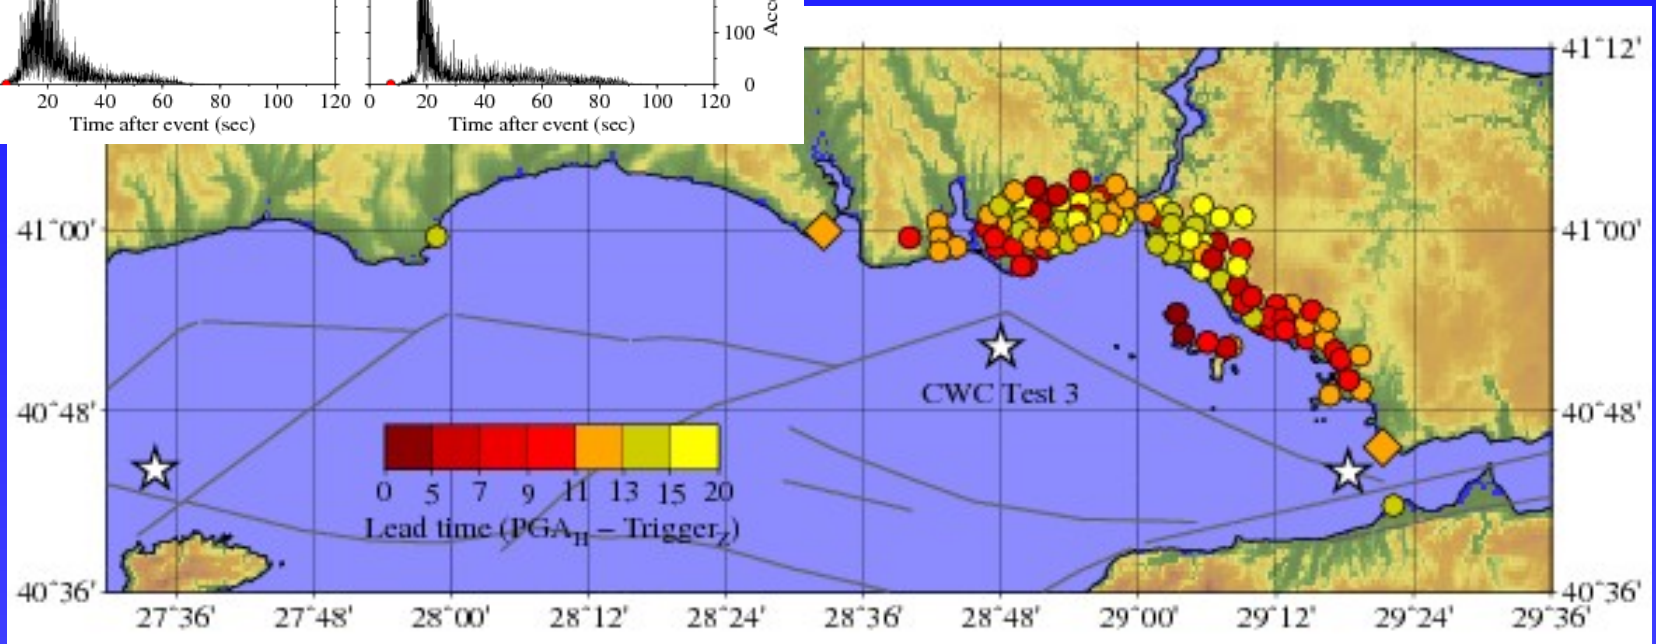 100
0
Acc
20 40 60 80 100 120
0 20 40 60 80 100 120
Time after event (sec)
Time after event (sec)
41°12'
41°00'
41°00'
CWC Test 3
40°48'
40°48'
0 5 7 9 11 13 15 20
Lead time (PGA_H – Trigger_Z)
40°36'
40°36'
27°36' 27°48' 28°00' 28°12' 28°24' 28°36' 28°48' 29°00' 29°12' 29°24' 29°36'